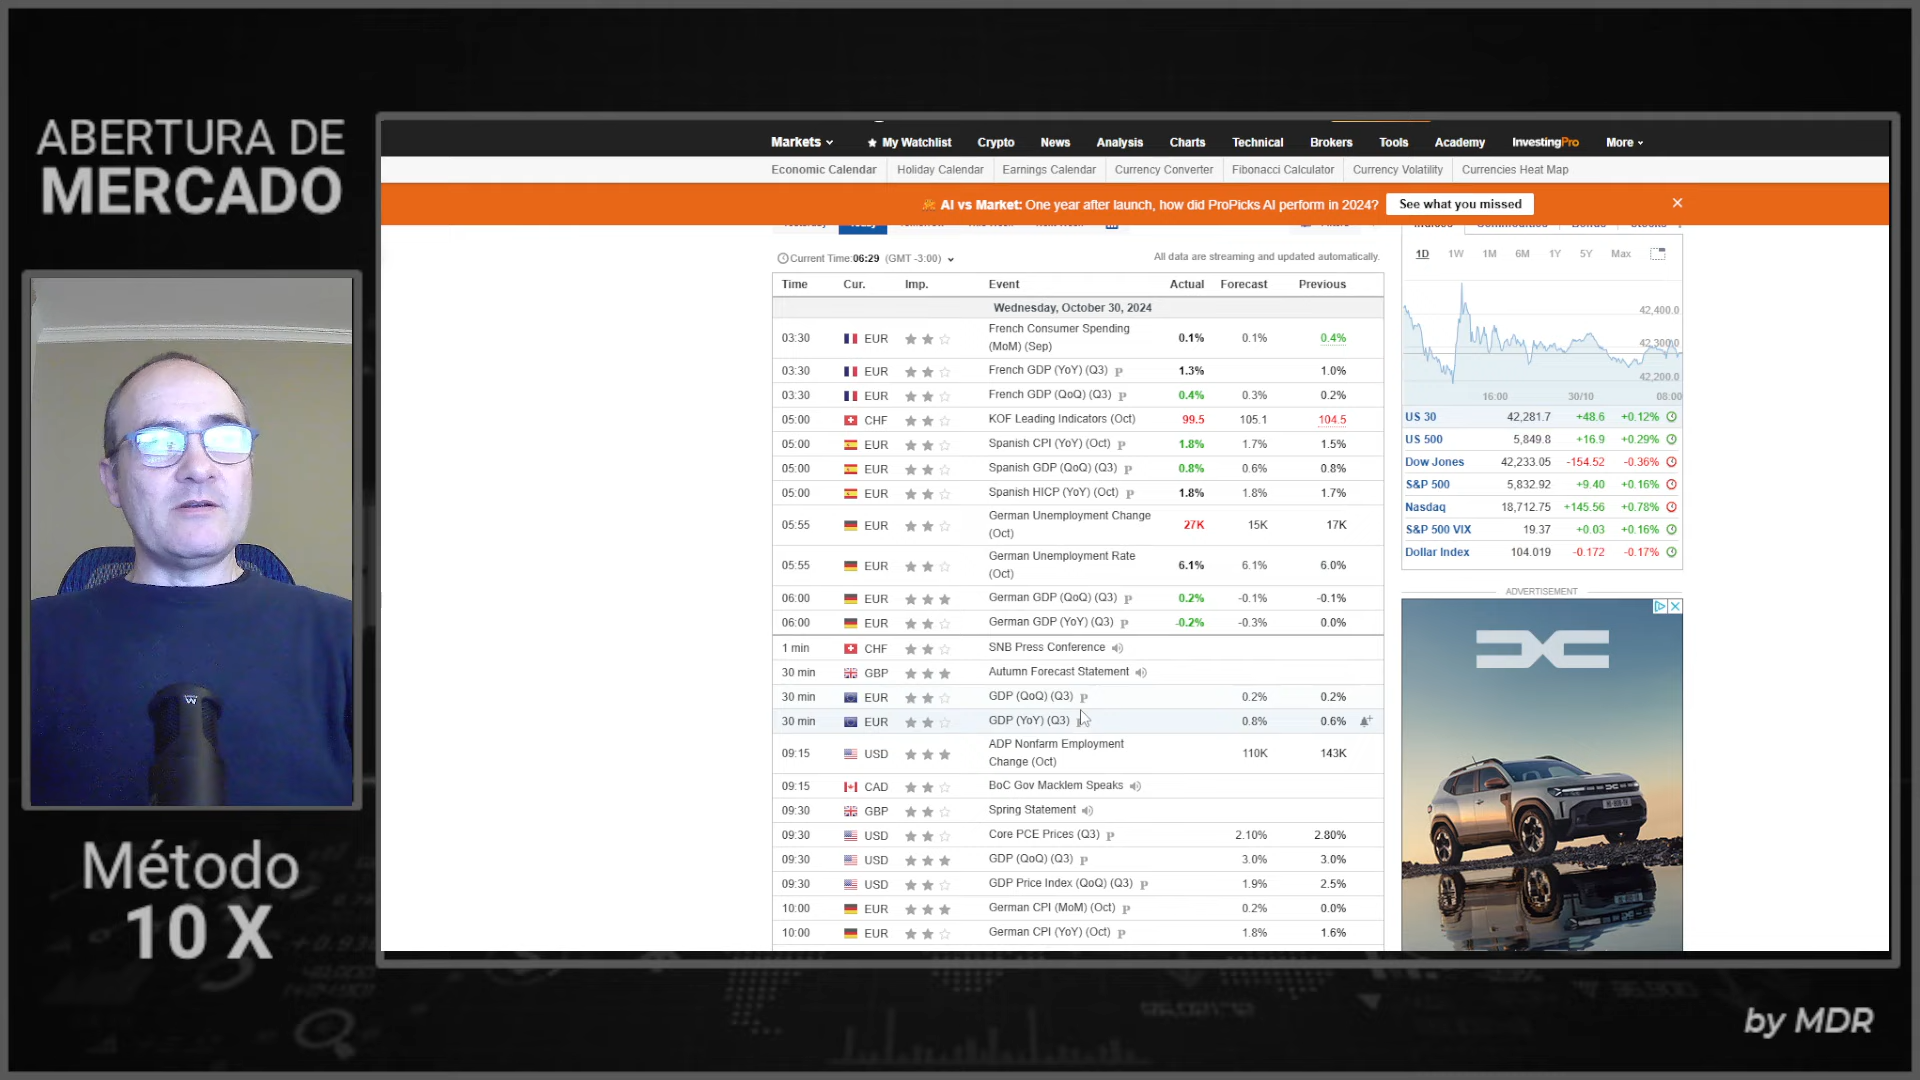 ABERTURA DE
MERCADO
Método
10 X
by MDR
Markets
My Watchlist
Crypto
News
Analysis
Charts
Technical
Brokers
Tools
Academy
InvestingPro
More
Economic Calendar
Holiday Calendar
Earnings Calendar
Currency Converter
Fibonacci Calculator
Currency Volatility
Currencies Heat Map
AI vs Market: One year after launch, how did ProPicks AI perform in 2024?
See what you missed
Current Time: 06:29 (GMT -3:00)
All data are streaming and updated automatically.
Time Cur. Imp. Event Actual Forecast Previous
Wednesday, October 30, 2024
03:30 EUR French Consumer Spending 0.1% 0.1% 0.4%
(MoM) (Sep)
03:30 EUR French GDP (YoY) (Q3) P 1.3% 1.0%
03:30 EUR French GDP (QoQ) (Q3) P 0.4% 0.3% 0.2%
05:00 CHF KOF Leading Indicators (Oct) 99.5 105.1 104.5
05:00 EUR Spanish CPI (YoY) (Oct) P 1.8% 1.7% 1.5%
05:00 EUR Spanish GDP (QoQ) (Q3) P 0.8% 0.6% 0.8%
05:00 EUR Spanish HICP (YoY) (Oct) P 1.8% 1.8% 1.7%
05:55 EUR German Unemployment Change 27K 15K 17K
(Oct)
05:55 EUR German Unemployment Rate 6.1% 6.1% 6.0%
(Oct)
06:00 EUR German GDP (QoQ) (Q3) P 0.2% -0.1% -0.1%
06:00 EUR German GDP (YoY) (Q3) P -0.2% -0.3% 0.0%
1 min CHF SNB Press Conference
30 min GBP Autumn Forecast Statement
30 min EUR GDP (QoQ) (Q3) P 0.2% 0.2%
30 min EUR GDP (YoY) (Q3) 0.8% 0.6%
09:15 USD ADP Nonfarm Employment 110K 143K
Change (Oct)
09:15 CAD BoC Gov Macklem Speaks
09:30 GBP Spring Statement
09:30 USD Core PCE Prices (Q3) P 2.10% 2.80%
09:30 USD GDP (QoQ) (Q3) P 3.0% 3.0%
09:30 USD GDP Price Index (QoQ) (Q3) P 1.9% 2.5%
10:00 EUR German CPI (MoM) (Oct) P 0.2% 0.0%
10:00 EUR German CPI (YoY) (Oct) P 1.8% 1.6%
1D 1W 1M 6M 1Y 5Y Max
42,400.0
42,300.0
42,200.0
16:00 30/10 08:00
US 30 42,281.7 +48.6 +0.12%
US 500 5,849.8 +16.9 +0.29%
Dow Jones 42,233.05 -154.52 -0.36%
S&P 500 5,832.92 +9.40 +0.16%
Nasdaq 18,712.75 +145.56 +0.78%
S&P 500 VIX 19.37 +0.03 +0.16%
Dollar Index 104.019 -0.172 -0.17%
ADVERTISEMENT